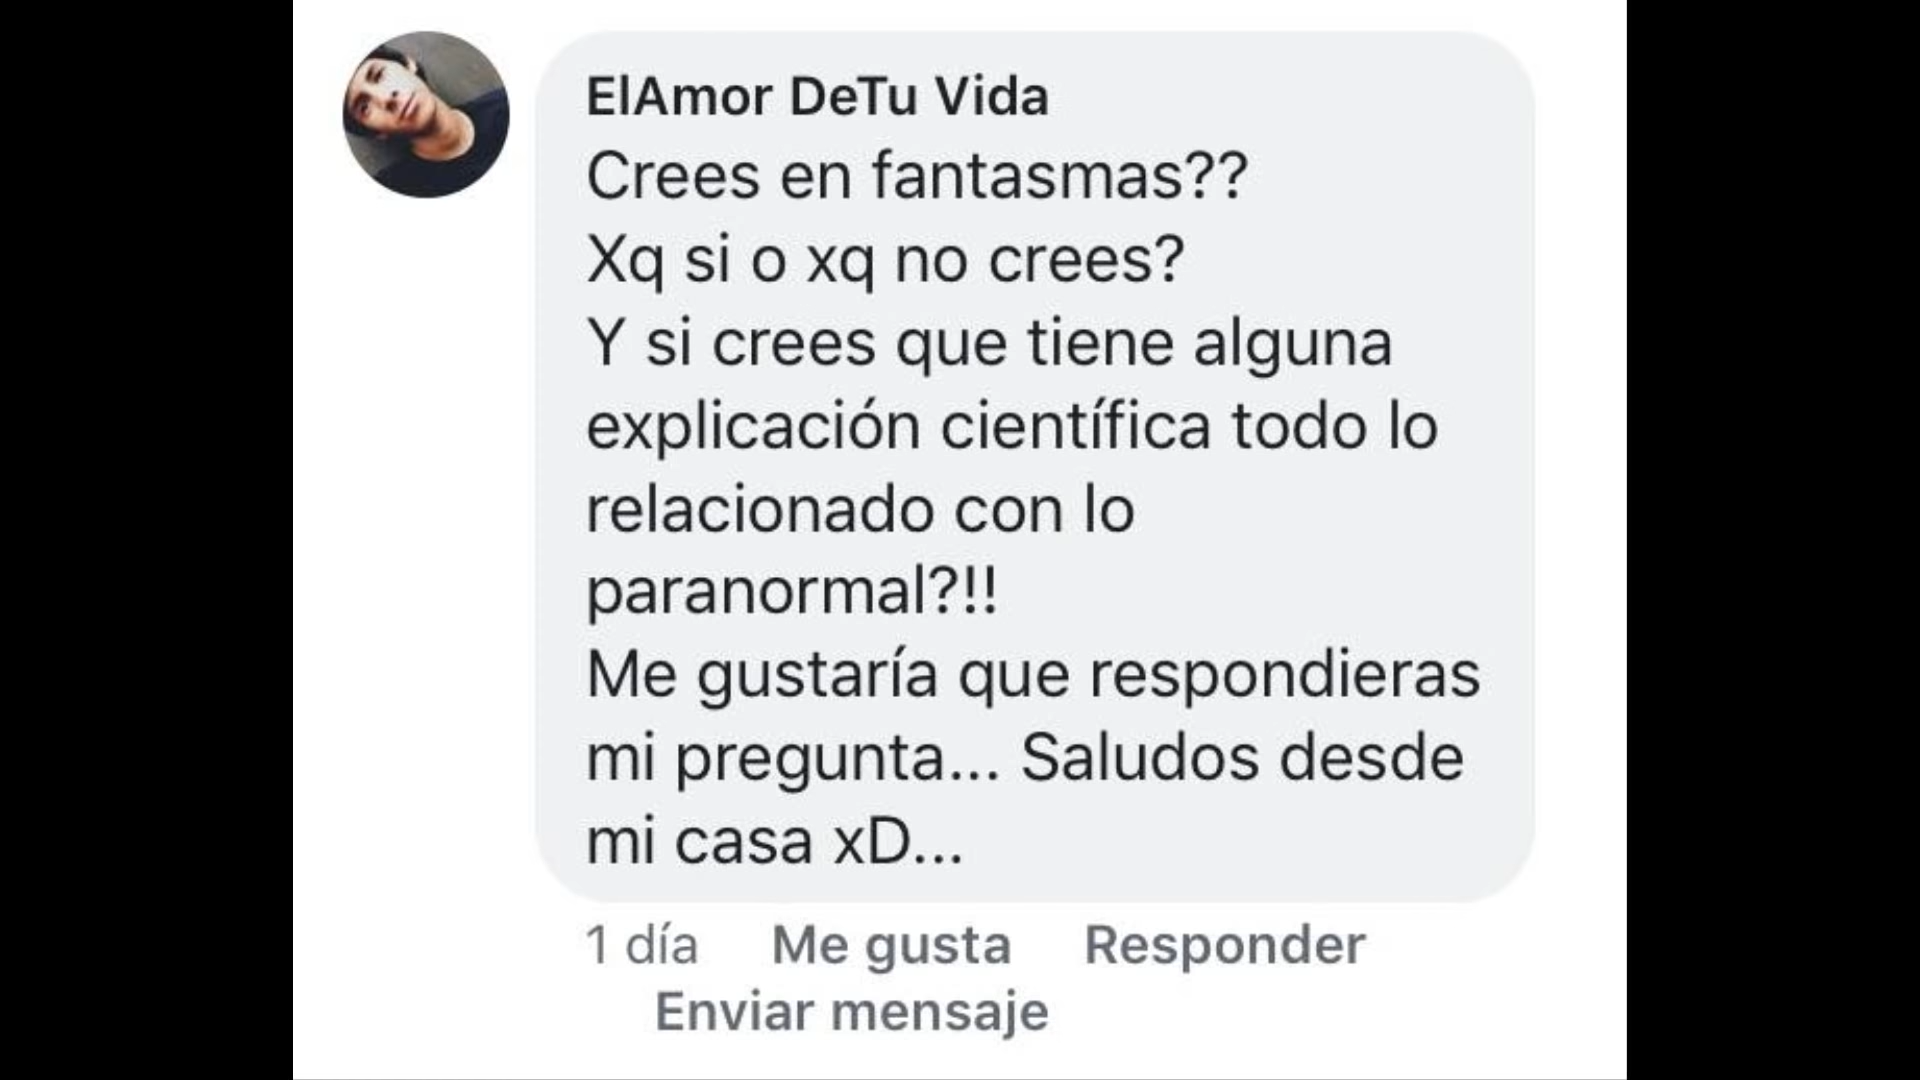 ElAmor DeTu Vida
Crees en fantasmas??
Xq si o xq no crees?
Y si crees que tiene alguna
explicación científica todo lo
relacionado con lo
paranormal?!!
Me gustaría que respondieras
mi pregunta... Saludos desde
mi casa xD...
1 día Me gusta Responder
Enviar mensaje